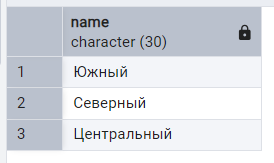 name
character (30)
1 Южный
2 Северный
3 Центральный